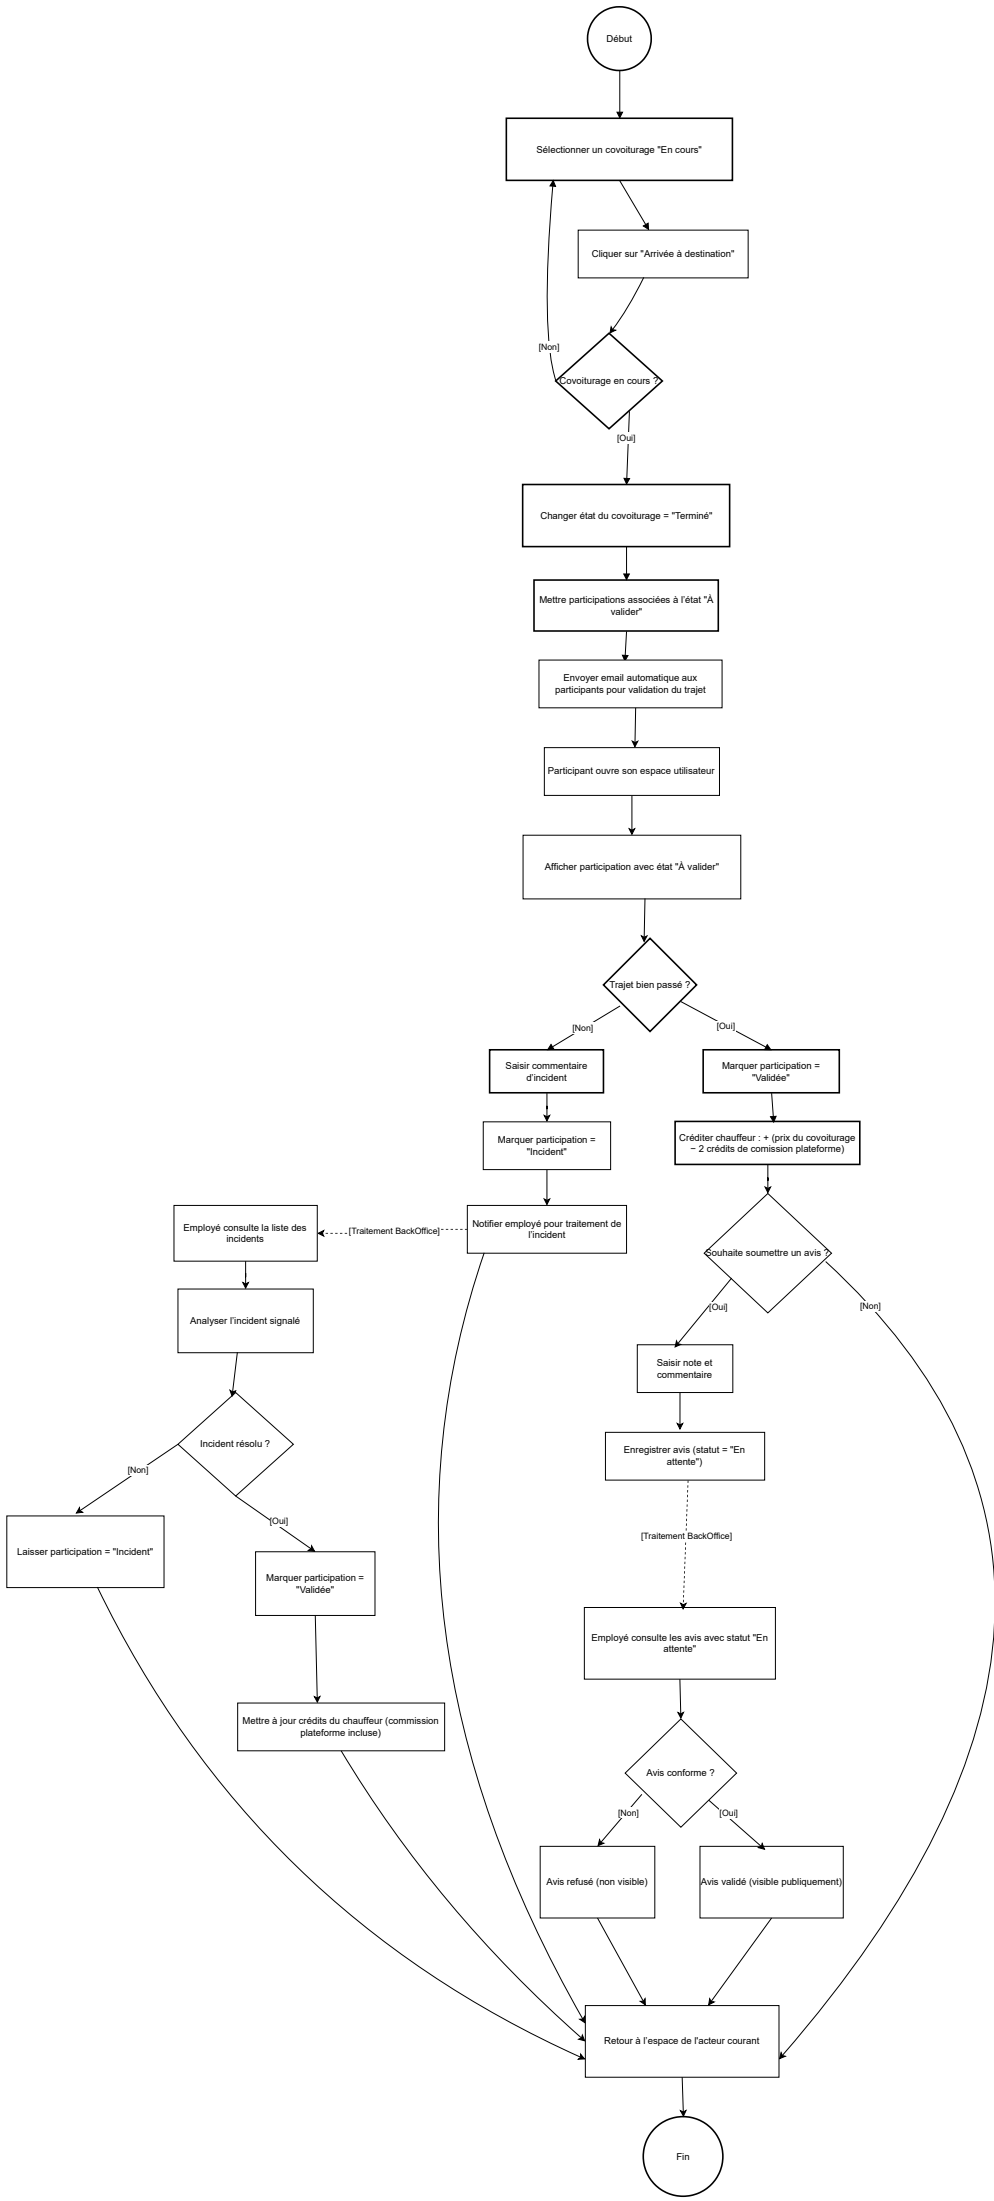 Début
Sélectionner un covoiturage "En cours"
Cliquer sur "Arrivée à destination"
[Non]
Covoiturage en cours ?
[Oui]
Changer état du covoiturage = "Terminé"
Mettre participations associées à l'état "À
valider"
Envoyer email automatique aux
participants pour validation du trajet
Participant ouvre son espace utilisateur
Afficher participation avec état "À valider"
Trajet bien passé ?
[Non]
[Oui]
Saisir commentaire
d'incident
Marquer participation =
"Validée"
Marquer participation =
"Incident"
Créditer chauffeur : + (prix du covoiturage
− 2 crédits de comission plateforme)
Employé consulte la liste des
incidents
[Traitement BackOffice]
Notifier employé pour traitement de
l'incident
Souhaite soumettre un avis ?
[Oui]
[Non]
Analyser l'incident signalé
Saisir note et
commentaire
Incident résolu ?
Enregistrer avis (statut = "En
attente")
[Non]
[Oui]
[Traitement BackOffice]
Laisser participation = "Incident"
Marquer participation =
"Validée"
Employé consulte les avis avec statut "En
attente"
Mettre à jour crédits du chauffeur (commission
plateforme incluse)
Avis conforme ?
[Non]
[Oui]
Avis refusé (non visible)
Avis validé (visible publiquement)
Retour à l'espace de l'acteur courant
Fin